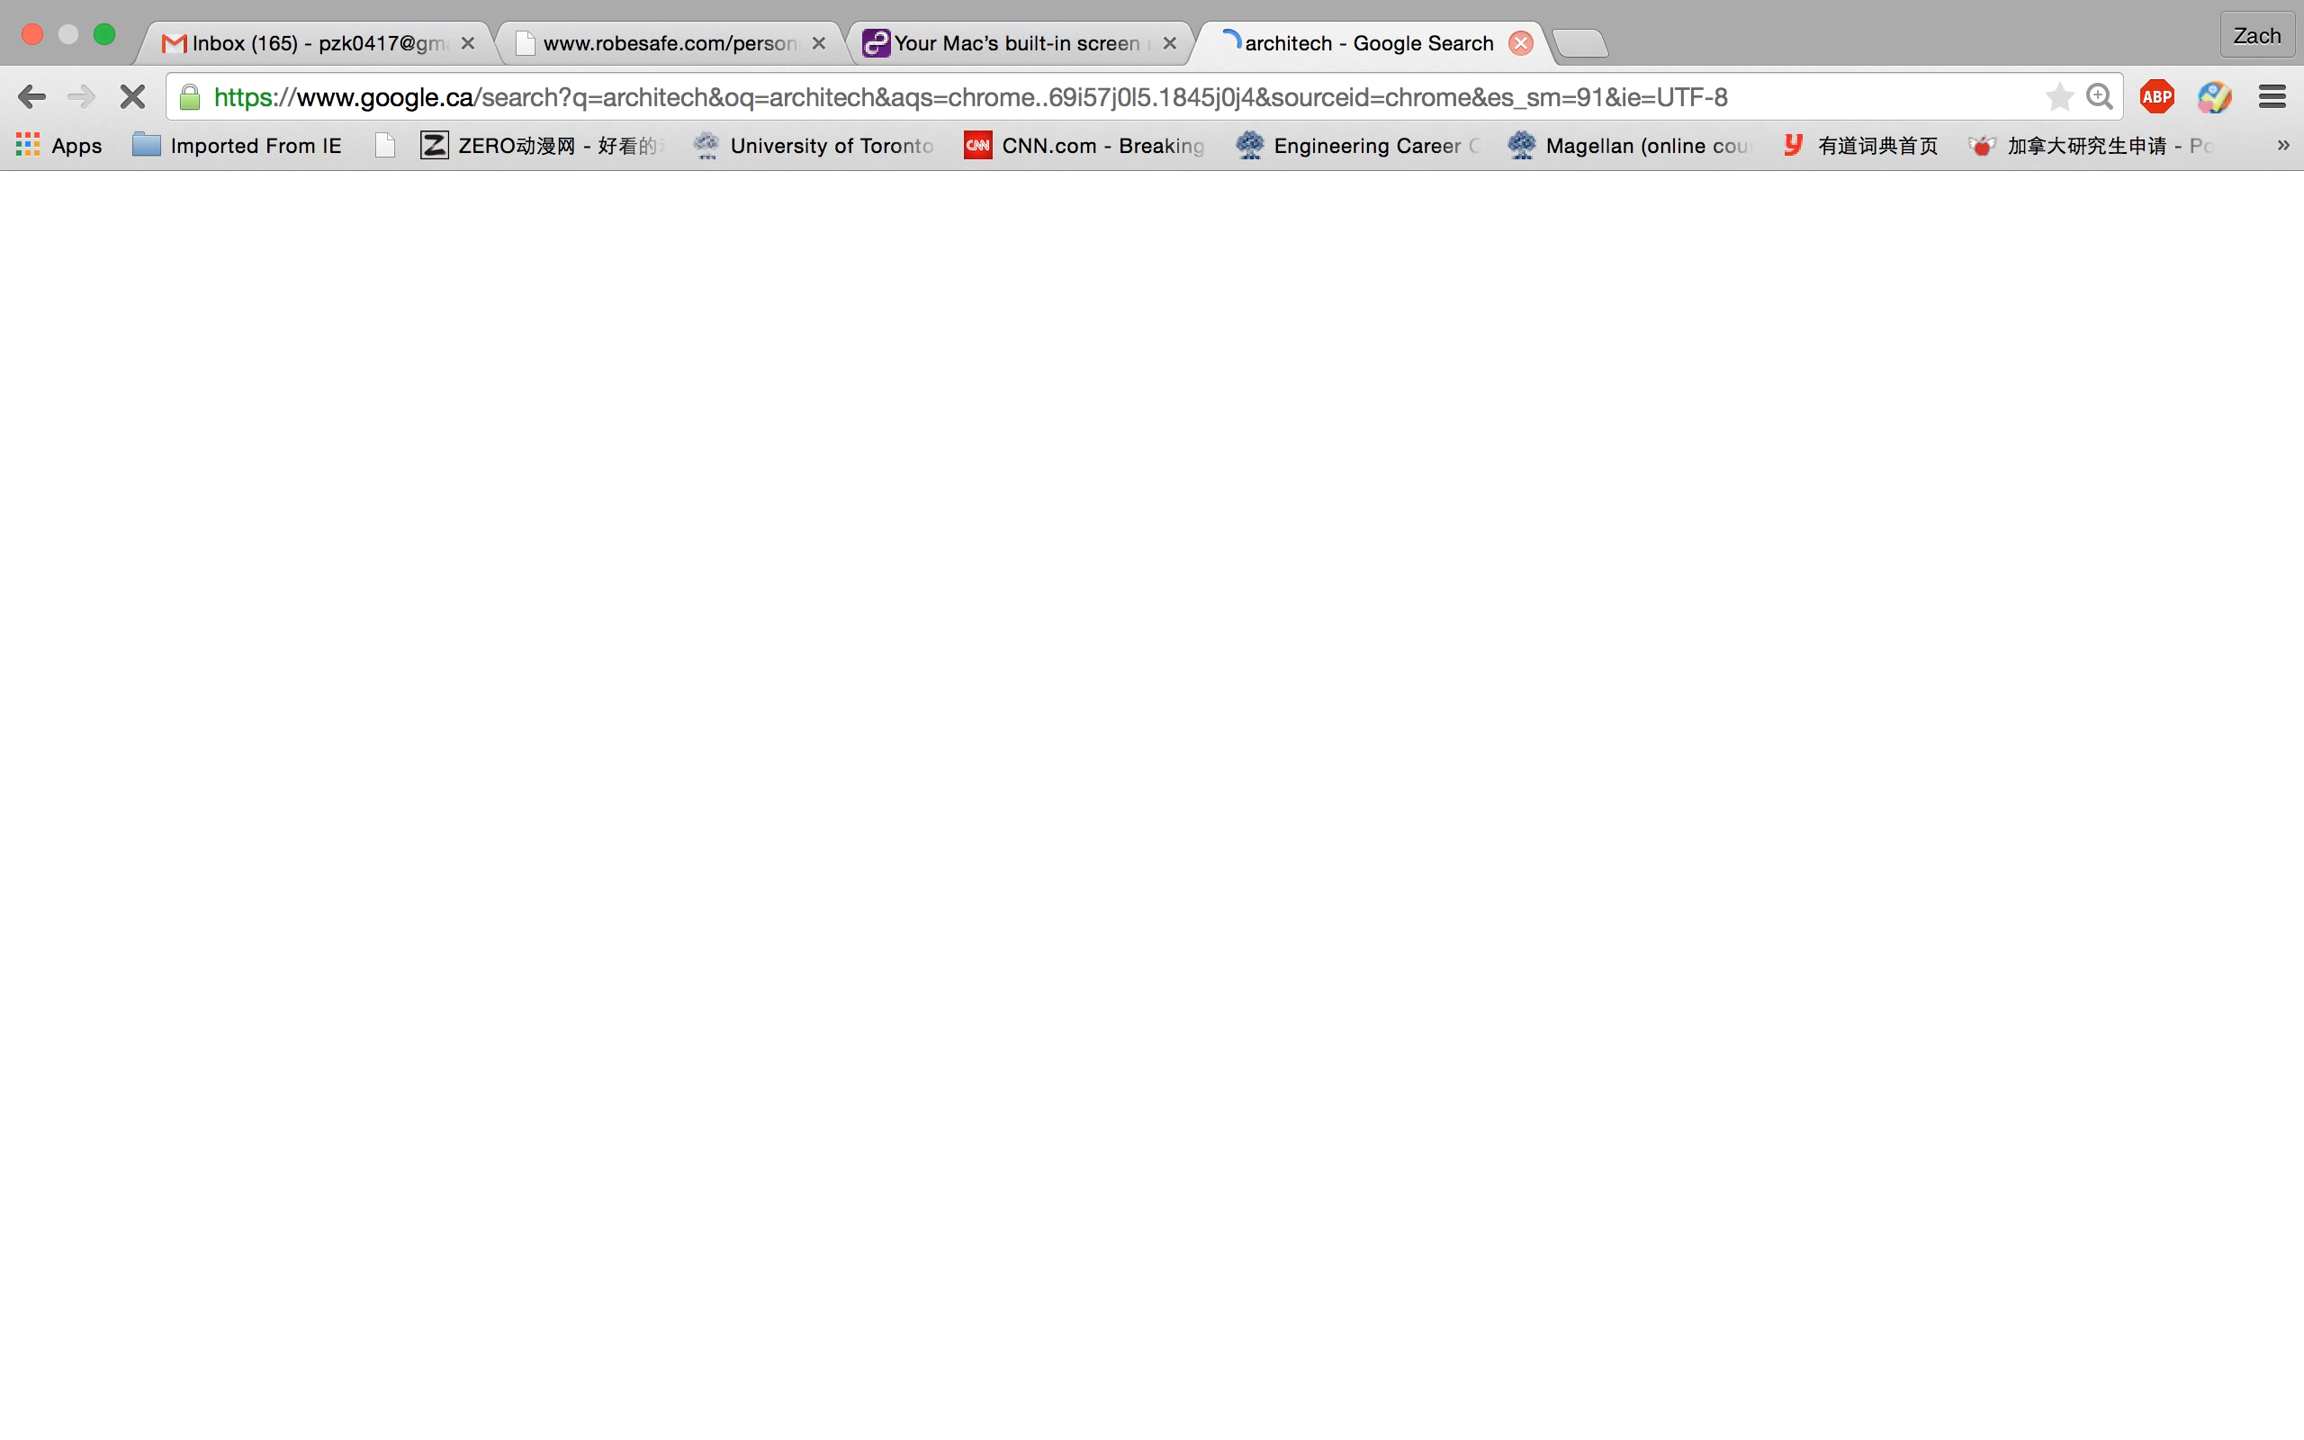 Inbox (165) - pzk0417@gm
www.robesafe.com/person
Your Mac's built-in screen
architech - Google Search
Zach
https://www.google.ca/search?q=architech&oq=architech&aqs=chrome..69i57j0l5.1845j0j4&sourceid=chrome&es_sm=91&ie=UTF-8
ABP
Apps
Imported From IE
Z
ZERO动漫网 - 好看的
University of Toronto
CNN
CNN.com - Breaking
Engineering Career C
Magellan (online cou
y
有道词典首页
加拿大研究生申请 - Po
»